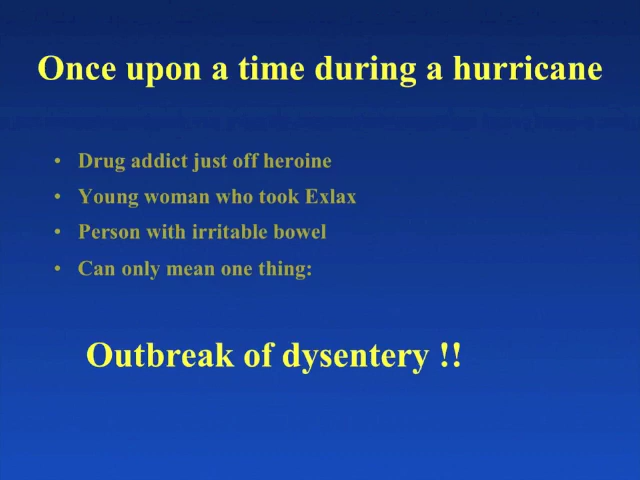 Once upon a time during a hurricane
• Drug addict just off heroine
• Young woman who took Exlax
• Person with irritable bowel
• Can only mean one thing:
Outbreak of dysentery !!